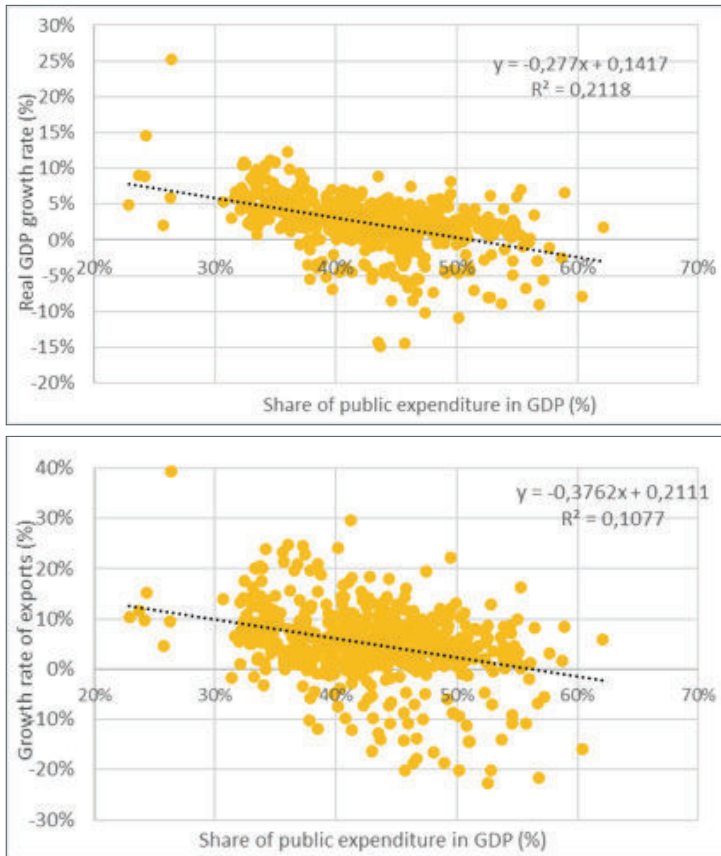 30%
25%
20%
15%
10%
5%
0%
-5%
-10%
-15%
-20%
Real GDP growth rate (%)
y = -0,277x + 0,1417
R² = 0,2118
20% 30% 40% 50% 60% 70%
Share of public expenditure in GDP (%)
40%
30%
20%
10%
0%
-10%
-20%
-30%
Growth rate of exports (%)
y = -0,3762x + 0,2111
R² = 0,1077
20% 30% 40% 50% 60% 70%
Share of public expenditure in GDP (%)